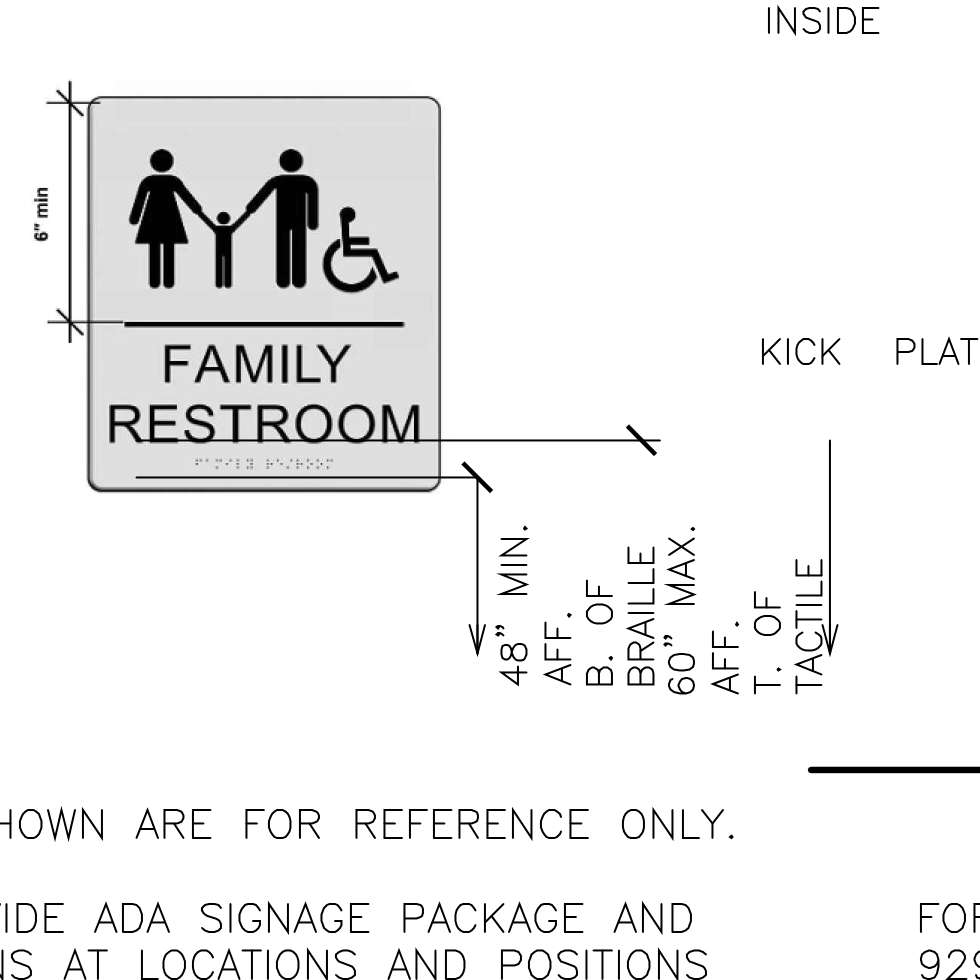 INSIDE
6" min
FAMILY
RESTROOM
KICK PLAT
48" MIN.
AFF.
B. OF
BRAILLE
60" MAX.
AFF.
T. OF
TACTILE
HOWN ARE FOR REFERENCE ONLY.
IDE ADA SIGNAGE PACKAGE AND
NS AT LOCATIONS AND POSITIONS
FOR
929